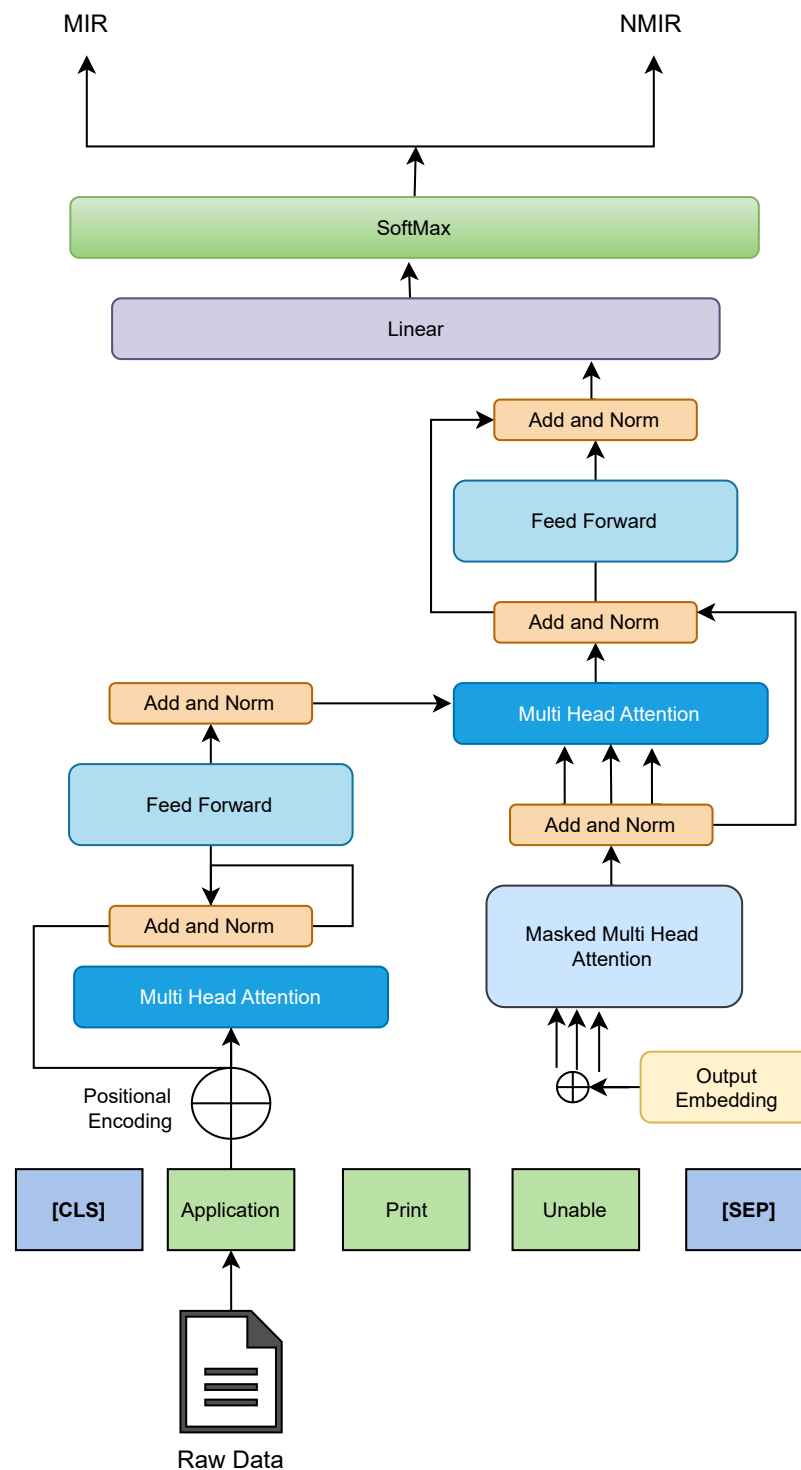 MIR
NMIR
SoftMax
Linear
Add and Norm
Feed Forward
Add and Norm
Add and Norm
Multi Head Attention
Feed Forward
Add and Norm
Add and Norm
Masked Multi Head
Attention
Multi Head Attention
Positional
Encoding
Output
Embedding
[CLS]
Application
Print
Unable
[SEP]
Raw Data